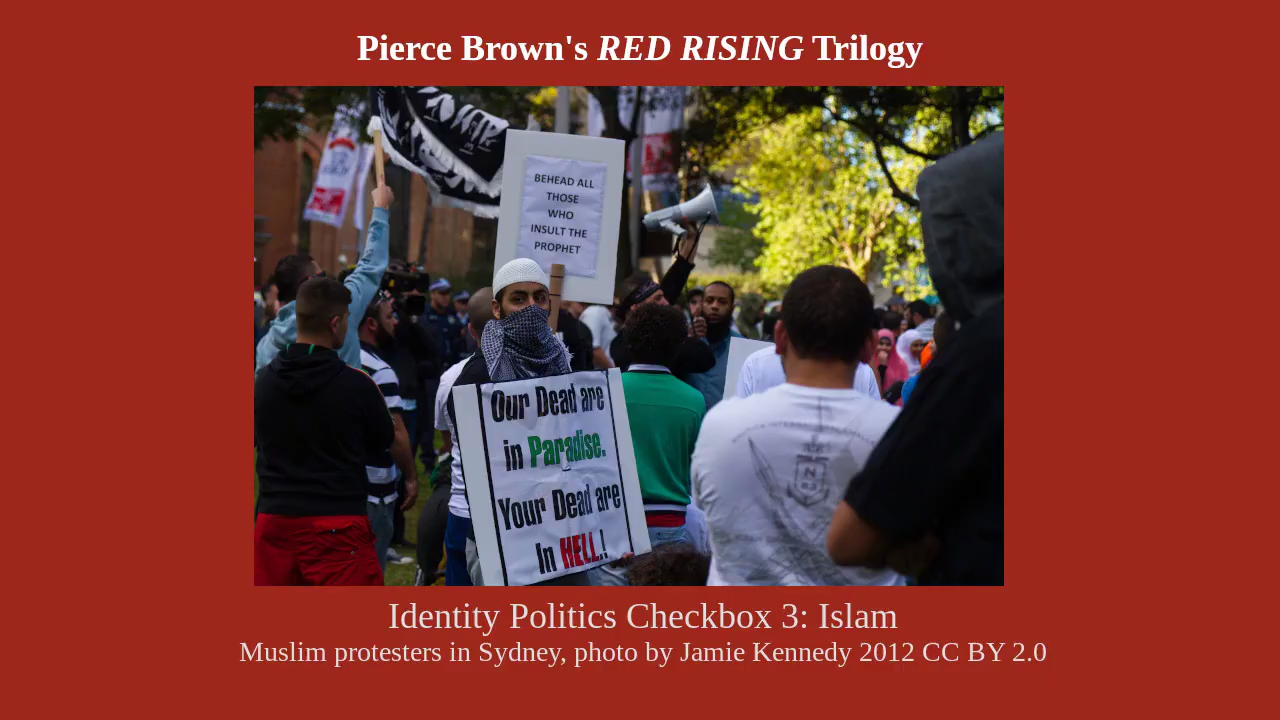 Pierce Brown's RED RISING Trilogy
BEHEAD ALL
THOSE
WHO
INSULT THE
PROPHET
Our Dead are
in Paradise.
Your Dead are
In HELL!
Identity Politics Checkbox 3: Islam
Muslim protesters in Sydney, photo by Jamie Kennedy 2012 CC BY 2.0